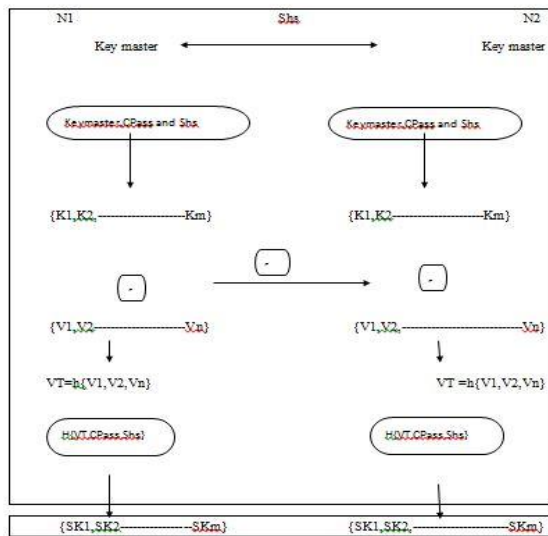 N1 Shs N2
Key master Key master
Keymaster,CPass and Shs Keymaster,CPass and Shs
{K1,K2,----------------------Km} {K1,K2-----------------------Km}
- - -
{V1,V2-----------------------Vn} {V1,V2,-------------------------------Vn}
VT=h{V1,V2,Vn} VT =h{V1,V2,Vn}
H{VT,CPass,Shs} H{VT,CPass,Shs}
{SK1,SK2------------------SKm} {SK1,SK2,------------------------SKm}